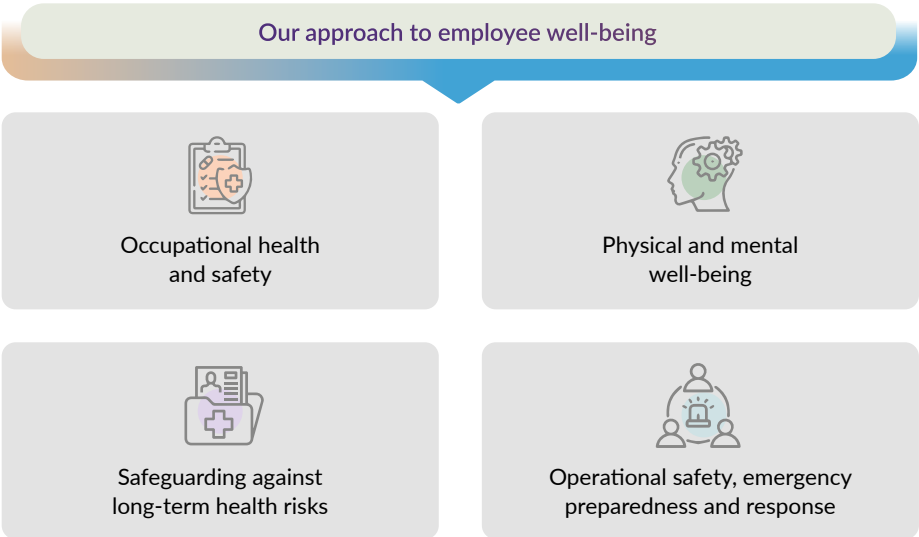 Our approach to employee well-being
Occupational health
and safety
Physical and mental
well-being
Safeguarding against
long-term health risks
Operational safety, emergency
preparedness and response